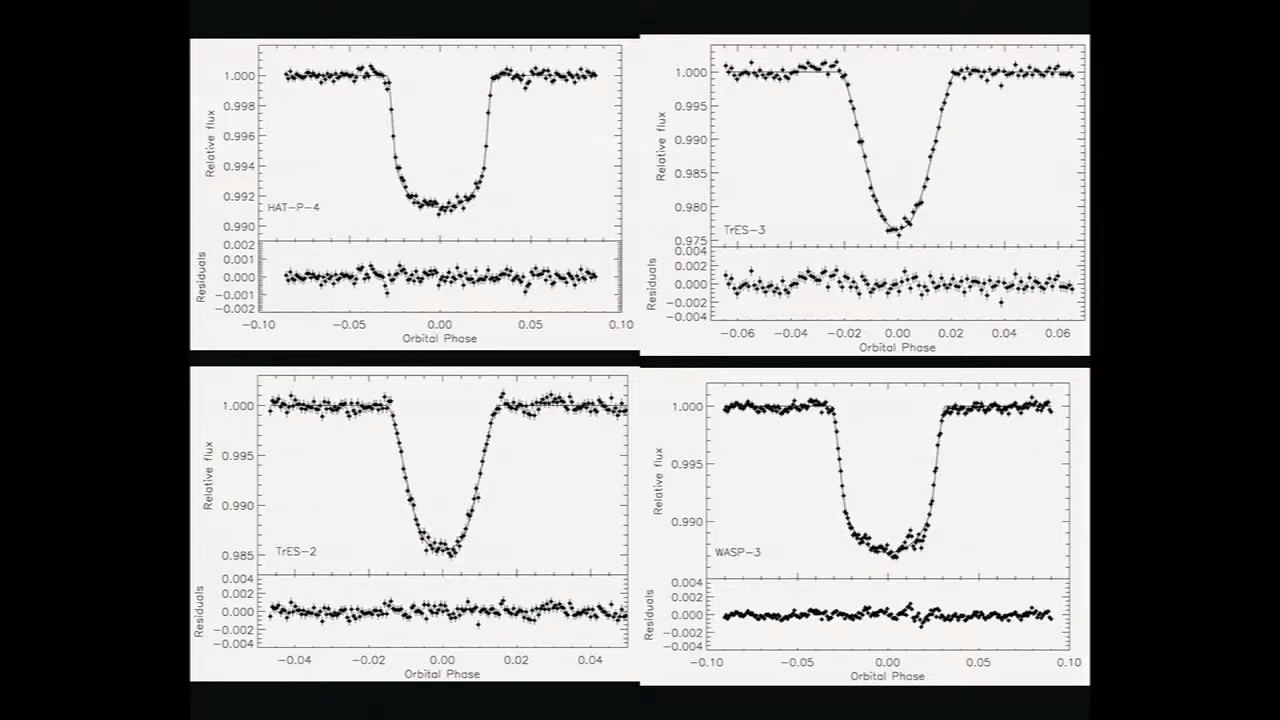 1.000
0.998
0.996
0.994
0.992
0.990
Relative flux
HAT-P-4
0.002
0.001
0.000
−0.001
−0.002
Residuals
−0.10 −0.05 0.00 0.05 0.10
Orbital Phase
1.000
0.995
0.990
0.985
0.980
0.975
Relative flux
TrES-3
0.004
0.002
0.000
−0.002
−0.004
Residuals
−0.06 −0.04 −0.02 0.00 0.02 0.04 0.06
Orbital Phase
1.000
0.995
0.990
0.985
Relative flux
TrES-2
0.004
0.002
0.000
−0.002
−0.004
Residuals
−0.04 −0.02 0.00 0.02 0.04
Orbital Phase
1.000
0.995
0.990
Relative flux
WASP-3
0.004
0.002
0.000
−0.002
−0.004
Residuals
−0.10 −0.05 0.00 0.05 0.10
Orbital Phase